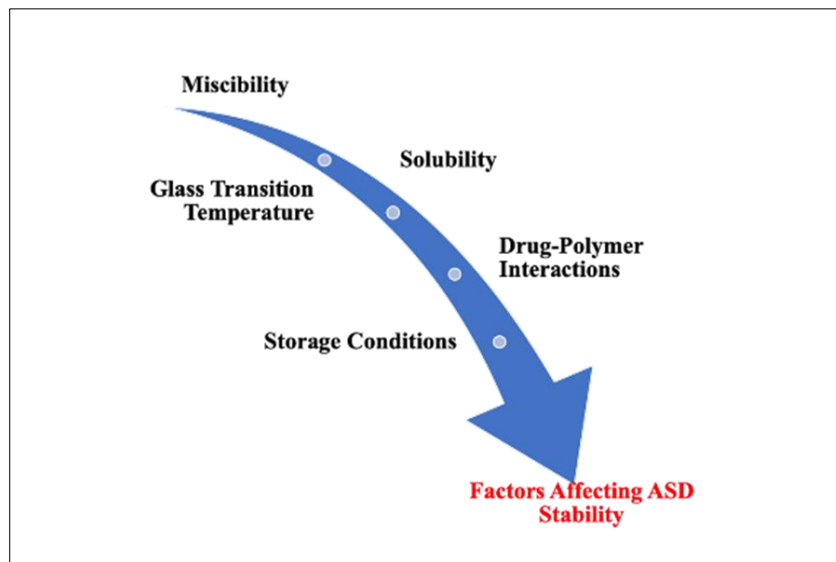 Miscibility
Solubility
Glass Transition
Temperature
Drug-Polymer
Interactions
Storage Conditions
Factors Affecting ASD
Stability